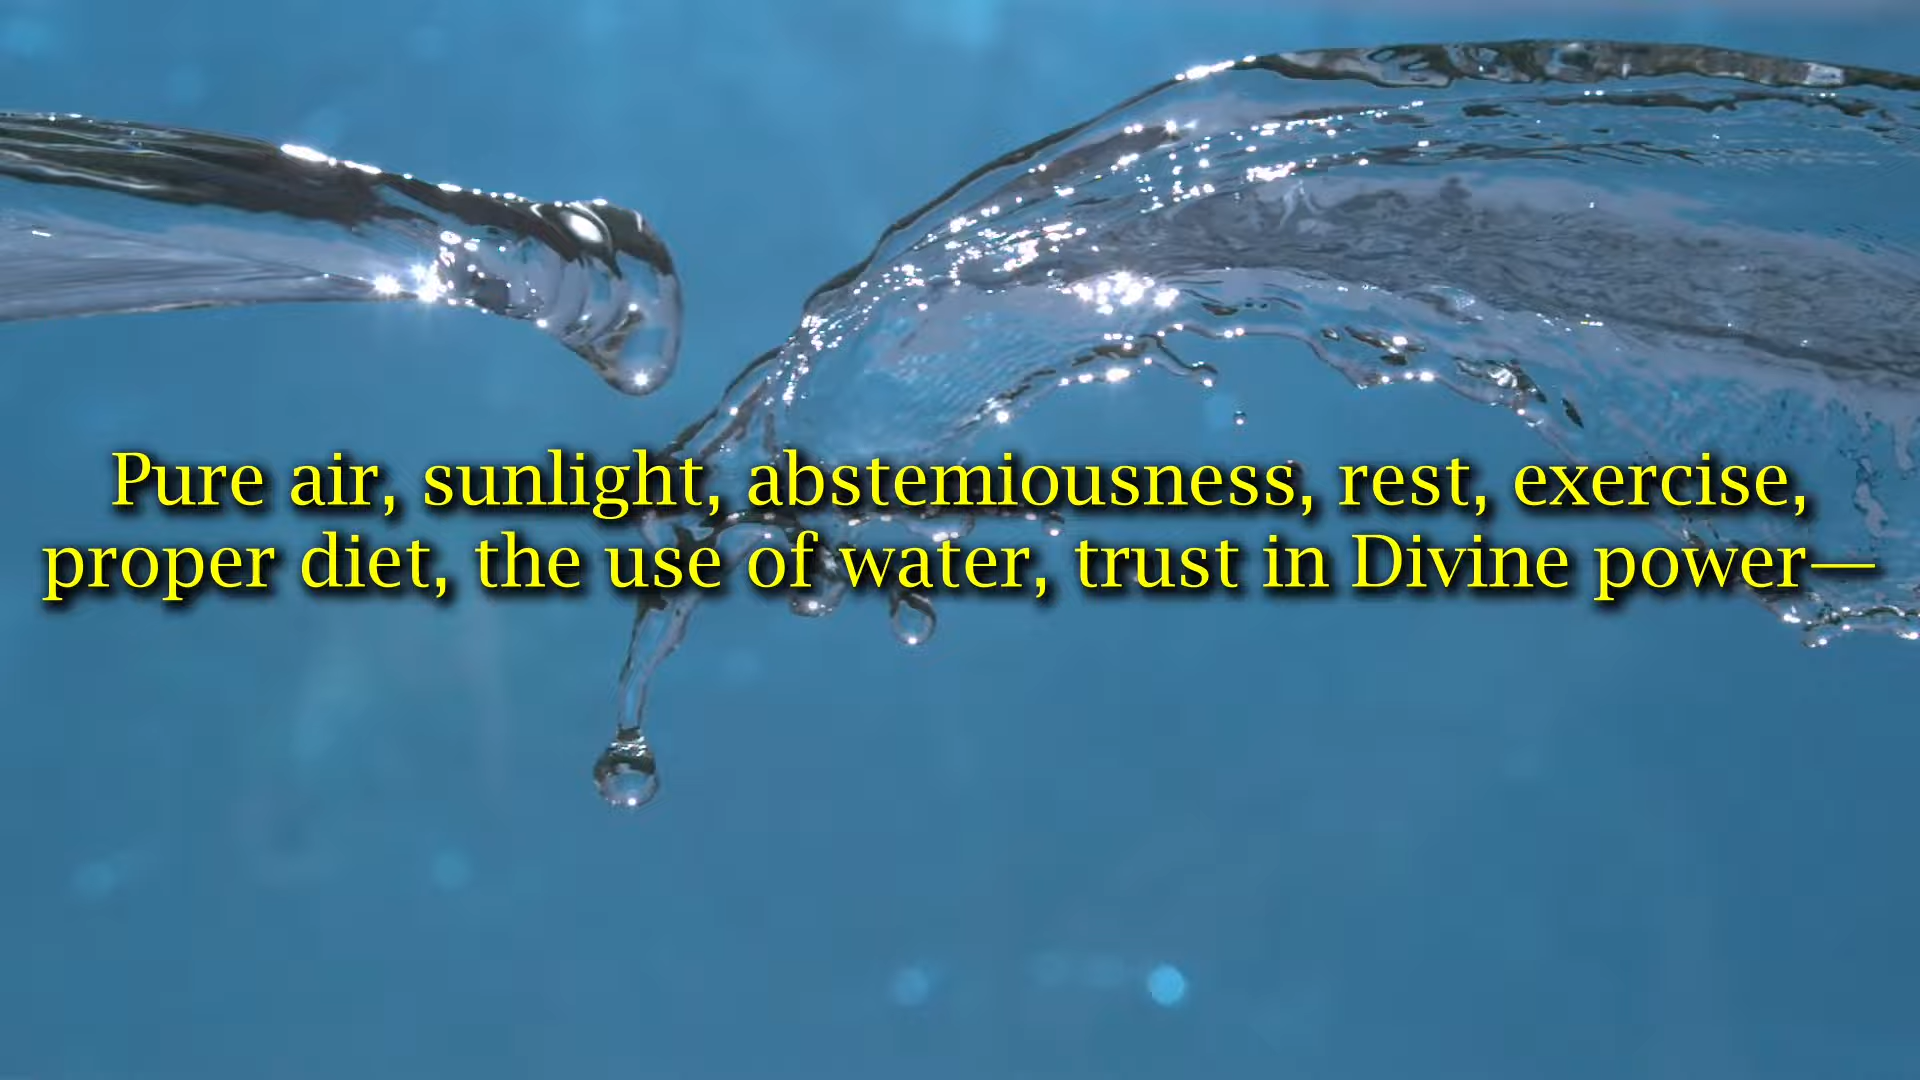 Pure air, sunlight, abstemiousness, rest, exercise,
proper diet, the use of water, trust in Divine power—